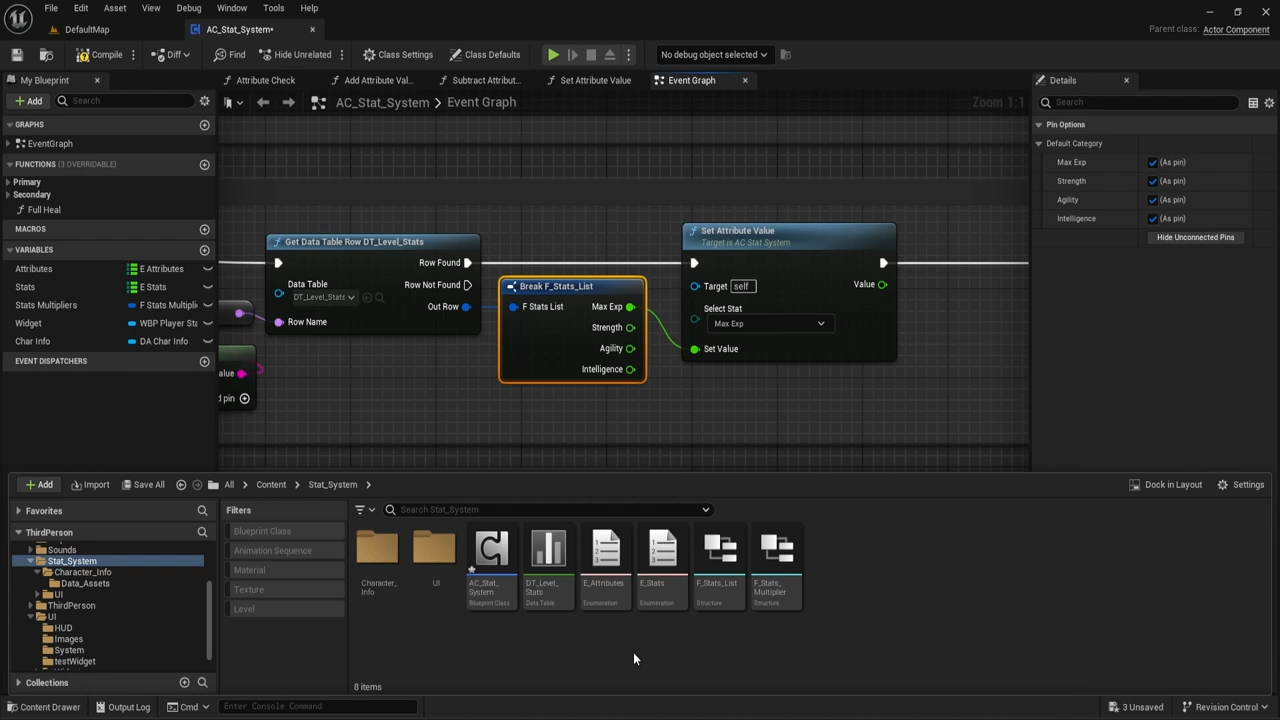 File Edit Asset View Debug Window Tools Help
DefaultMap
AC_Stat_System*
Parent class: Actor Component
Compile
Diff
Find
Hide Unrelated
Class Settings
Class Defaults
No debug object selected
My Blueprint
Attribute Check
Add Attribute Val...
Subtract Attribut...
Set Attribute Value
Event Graph
Details
Add
Search
AC_Stat_System > Event Graph
Zoom 1:1
Search
GRAPHS
EventGraph
FUNCTIONS (3 OVERRIDABLE)
Primary
Secondary
Full Heal
MACROS
VARIABLES
Attributes E Attributes
Stats E Stats
Stats Multipliers F Stats Multipli
Widget WBP Player Sta
Char Info DA Char Info
EVENT DISPATCHERS
Get Data Table Row DT_Level_Stats
Row Found
Data Table
DT_Level_Stats
Row Not Found
Out Row
Row Name
alue
d pin
Break F_Stats_List
F Stats List
Max Exp
Strength
Agility
Intelligence
Set Attribute Value
Target is AC Stat System
Target self
Value
Select Stat
Max Exp
Set Value
Pin Options
Default Category
Max Exp (As pin)
Strength (As pin)
Agility (As pin)
Intelligence (As pin)
Hide Unconnected Pins
Add
Import
Save All
All > Content > Stat_System >
Dock in Layout
Settings
Favorites
ThirdPerson
Sounds
Stat_System
Character_Info
Data_Assets
UI
ThirdPerson
UI
HUD
Images
System
testWidget
Collections
Filters
Blueprint Class
Animation Sequence
Material
Texture
Level
Search Stat_System
Character_
Info
UI
AC_Stat_
System
Blueprint Class
DT_Level_
Stats
Data Table
E_Attributes
Enumeration
E_Stats
Enumeration
F_Stats_List
Structure
F_Stats_
Multiplier
Structure
8 items
Content Drawer
Output Log
Cmd
Enter Console Command
3 Unsaved
Revision Control